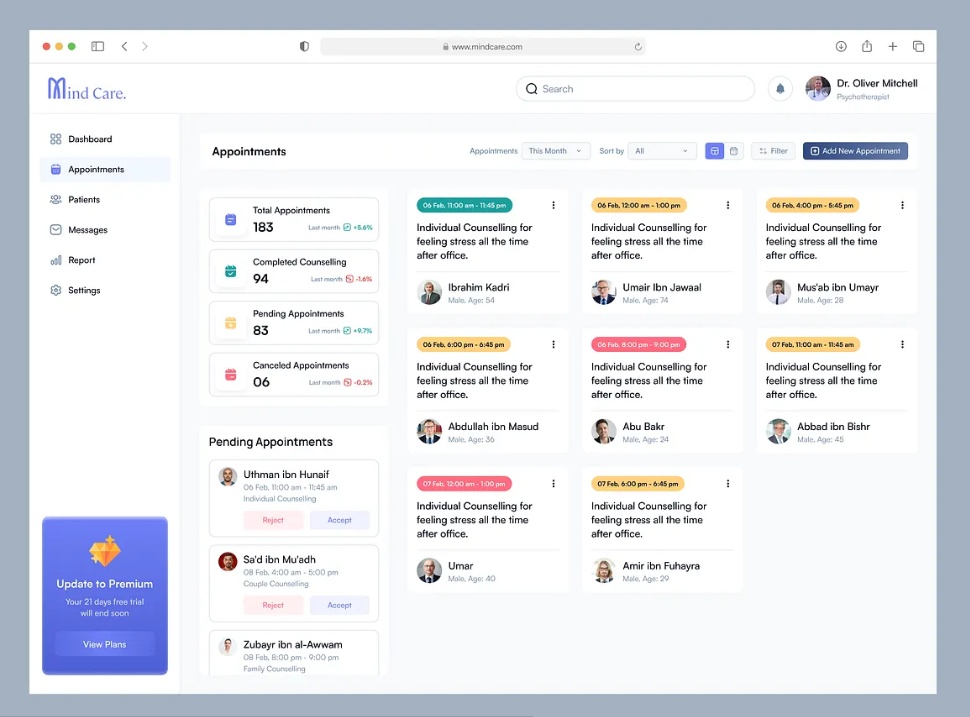 www.mindcare.com
Mind Care.
Search
Dr. Oliver Mitchell
Psychotherapist
Dashboard
Appointments
Patients
Messages
Report
Settings
Update to Premium
Your 21 days free trial
will end soon
View Plans
Appointments
Appointments
This Month
Sort by
All
Filter
Add New Appointment
Total Appointments
183
Last month +5.6%
Completed Counselling
94
Last month -1.6%
Pending Appointments
83
Last month +9.7%
Canceled Appointments
06
Last month -0.2%
Pending Appointments
Uthman ibn Hunaif
06 Feb, 11:00 am - 11:45 am
Individual Counselling
Reject
Accept
Sa'd ibn Mu'adh
08 Feb, 4:00 am - 5:00 pm
Couple Counselling
Reject
Accept
Zubayr ibn al-Awwam
08 Feb, 8:00 pm - 9:00 pm
Family Counselling
06 Feb, 11:00 am - 11:45 pm
Individual Counselling for
feeling stress all the time
after office.
Ibrahim Kadri
Male, Age: 54
06 Feb, 12:00 am - 1:00 pm
Individual Counselling for
feeling stress all the time
after office.
Umair Ibn Jawaal
Male, Age: 74
06 Feb, 4:00 pm - 5:45 pm
Individual Counselling for
feeling stress all the time
after office.
Mus'ab ibn Umayr
Male, Age: 28
06 Feb, 6:00 pm - 6:45 pm
Individual Counselling for
feeling stress all the time
after office.
Abdullah ibn Masud
Male, Age: 36
06 Feb, 8:00 pm - 9:00 pm
Individual Counselling for
feeling stress all the time
after office.
Abu Bakr
Male, Age: 24
07 Feb, 11:00 am - 11:45 am
Individual Counselling for
feeling stress all the time
after office.
Abbad ibn Bishr
Male, Age: 45
07 Feb, 12:00 am - 1:00 pm
Individual Counselling for
feeling stress all the time
after office.
Umar
Male, Age: 40
07 Feb, 6:00 pm - 6:45 pm
Individual Counselling for
feeling stress all the time
after office.
Amir ibn Fuhayra
Male, Age: 29